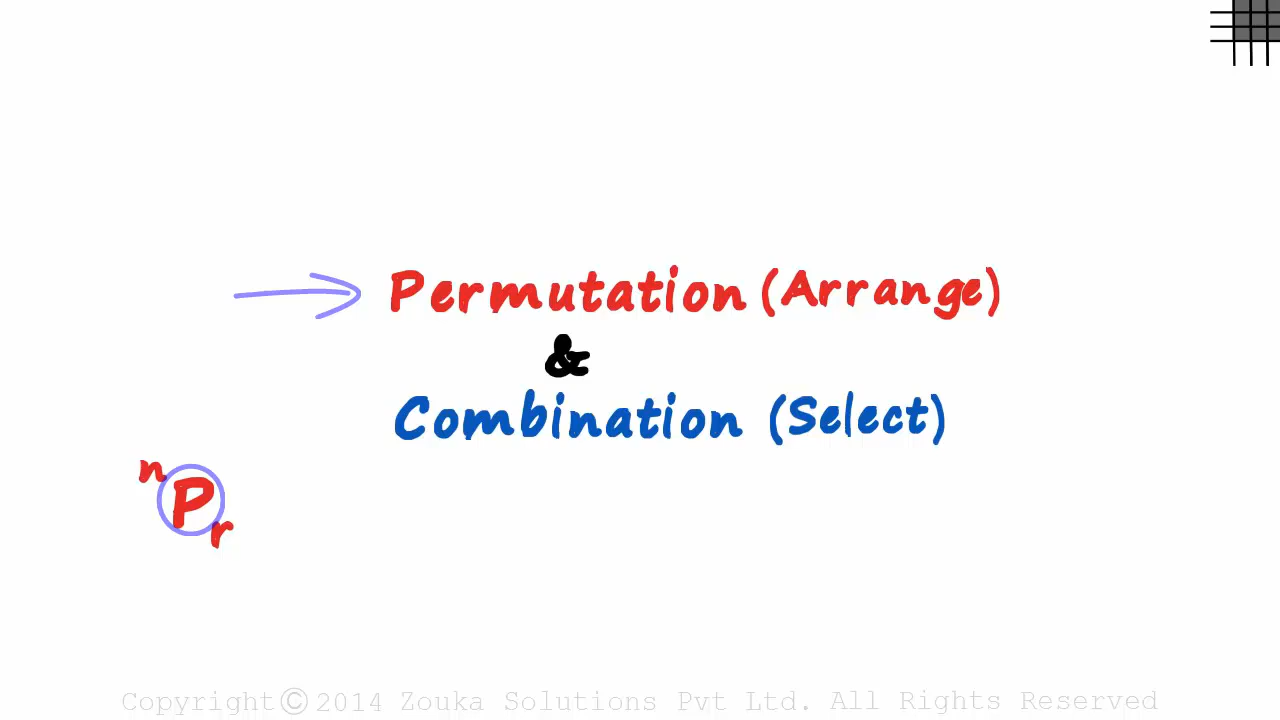 Permutation (Arrange)
&
Combination (Select)
nPr
Copyright©2014 Zouka Solutions Pvt Ltd. All Rights Reserved